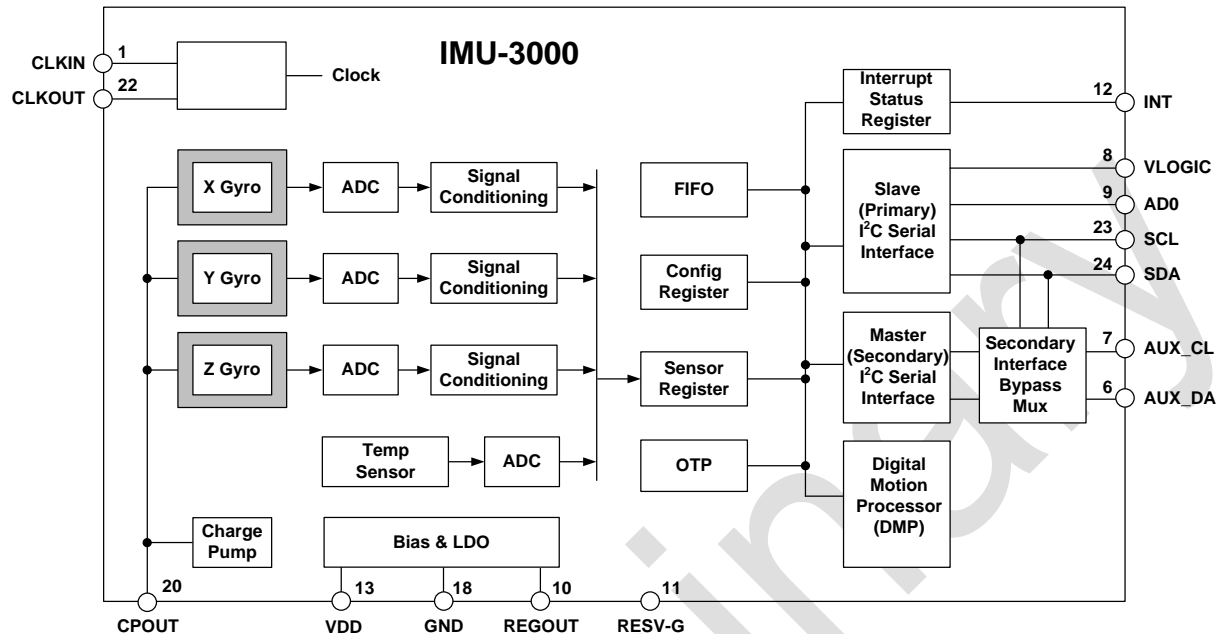 IMU-3000
CLKIN
1
CLKOUT
22
Clock
Interrupt
Status
Register
12
INT
X Gyro
ADC
Signal
Conditioning
FIFO
Slave
(Primary)
I²C Serial
Interface
8
VLOGIC
9
AD0
23
SCL
24
SDA
Y Gyro
ADC
Signal
Conditioning
Config
Register
Z Gyro
ADC
Signal
Conditioning
Sensor
Register
Master
(Secondary)
I²C Serial
Interface
Secondary
Interface
Bypass
Mux
7
AUX_CL
6
AUX_DA
Temp
Sensor
ADC
OTP
Digital
Motion
Processor
(DMP)
Charge
Pump
Bias & LDO
20
CPOUT
13
VDD
18
GND
10
REGOUT
11
RESV-G